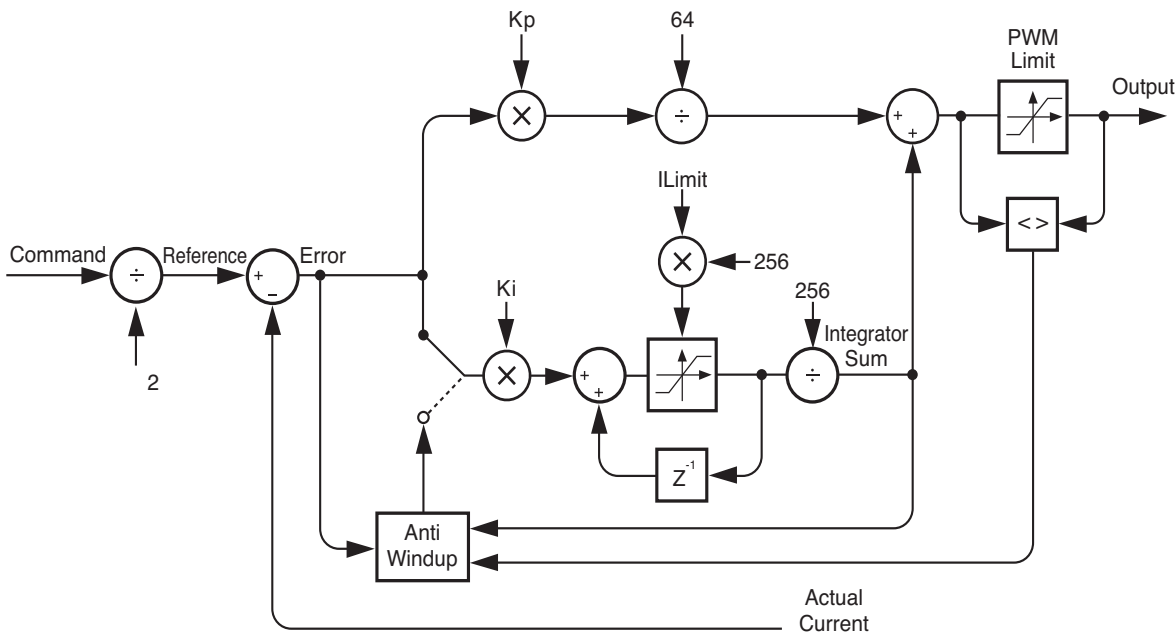 Kp
64
PWM
Limit
Output
×
÷
+
+
ILimit
< >
Command
Reference
Error
÷
+
−
×
256
256
2
Ki
Integrator
Sum
×
+
+
÷
Z⁻¹
Anti
Windup
Actual
Current